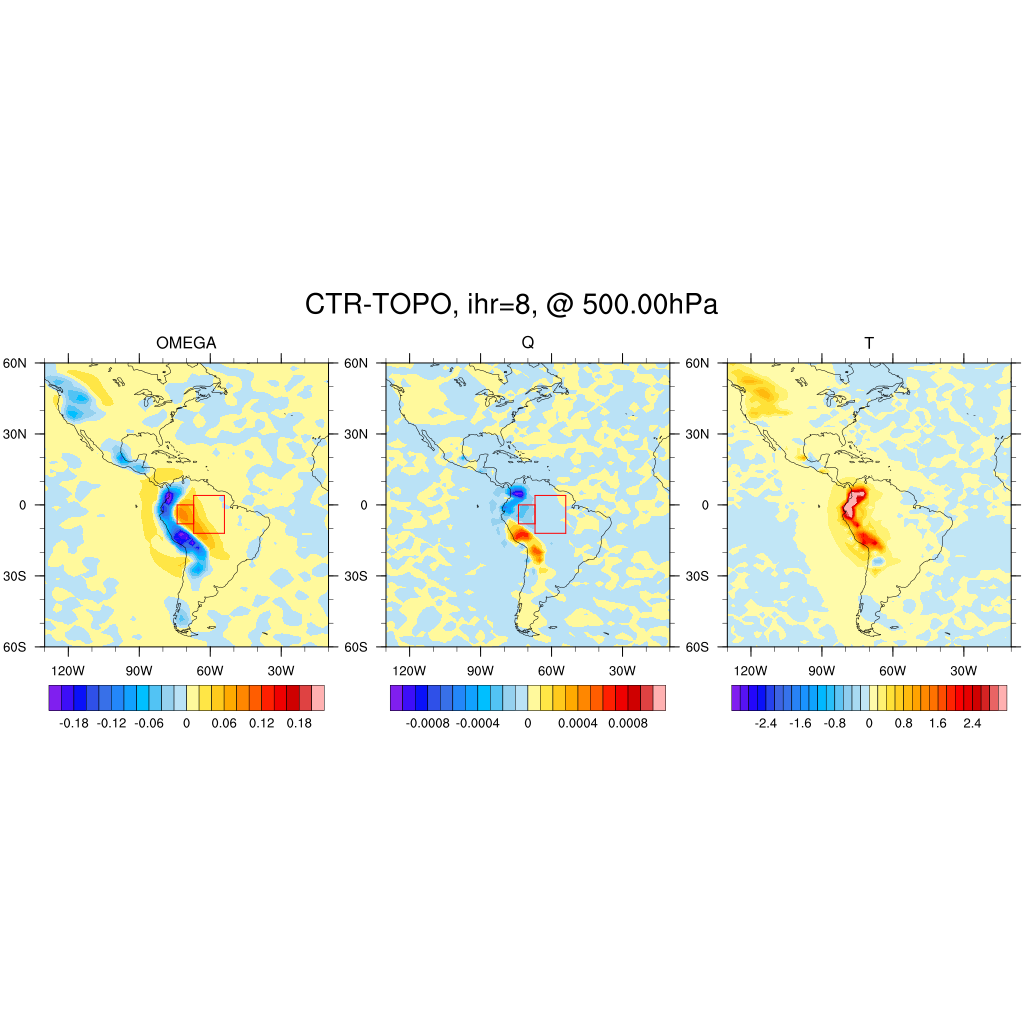 CTR-TOPO, ihr=8, @ 500.00hPa
OMEGA Q T
60N 60N 60N
30N 30N 30N
0 0 0
30S 30S 30S
60S 60S 60S
120W 90W 60W 30W 120W 90W 60W 30W 120W 90W 60W 30W
-0.18 -0.12 -0.06 0 0.06 0.12 0.18 -0.0008 -0.0004 0 0.0004 0.0008 -2.4 -1.6 -0.8 0 0.8 1.6 2.4